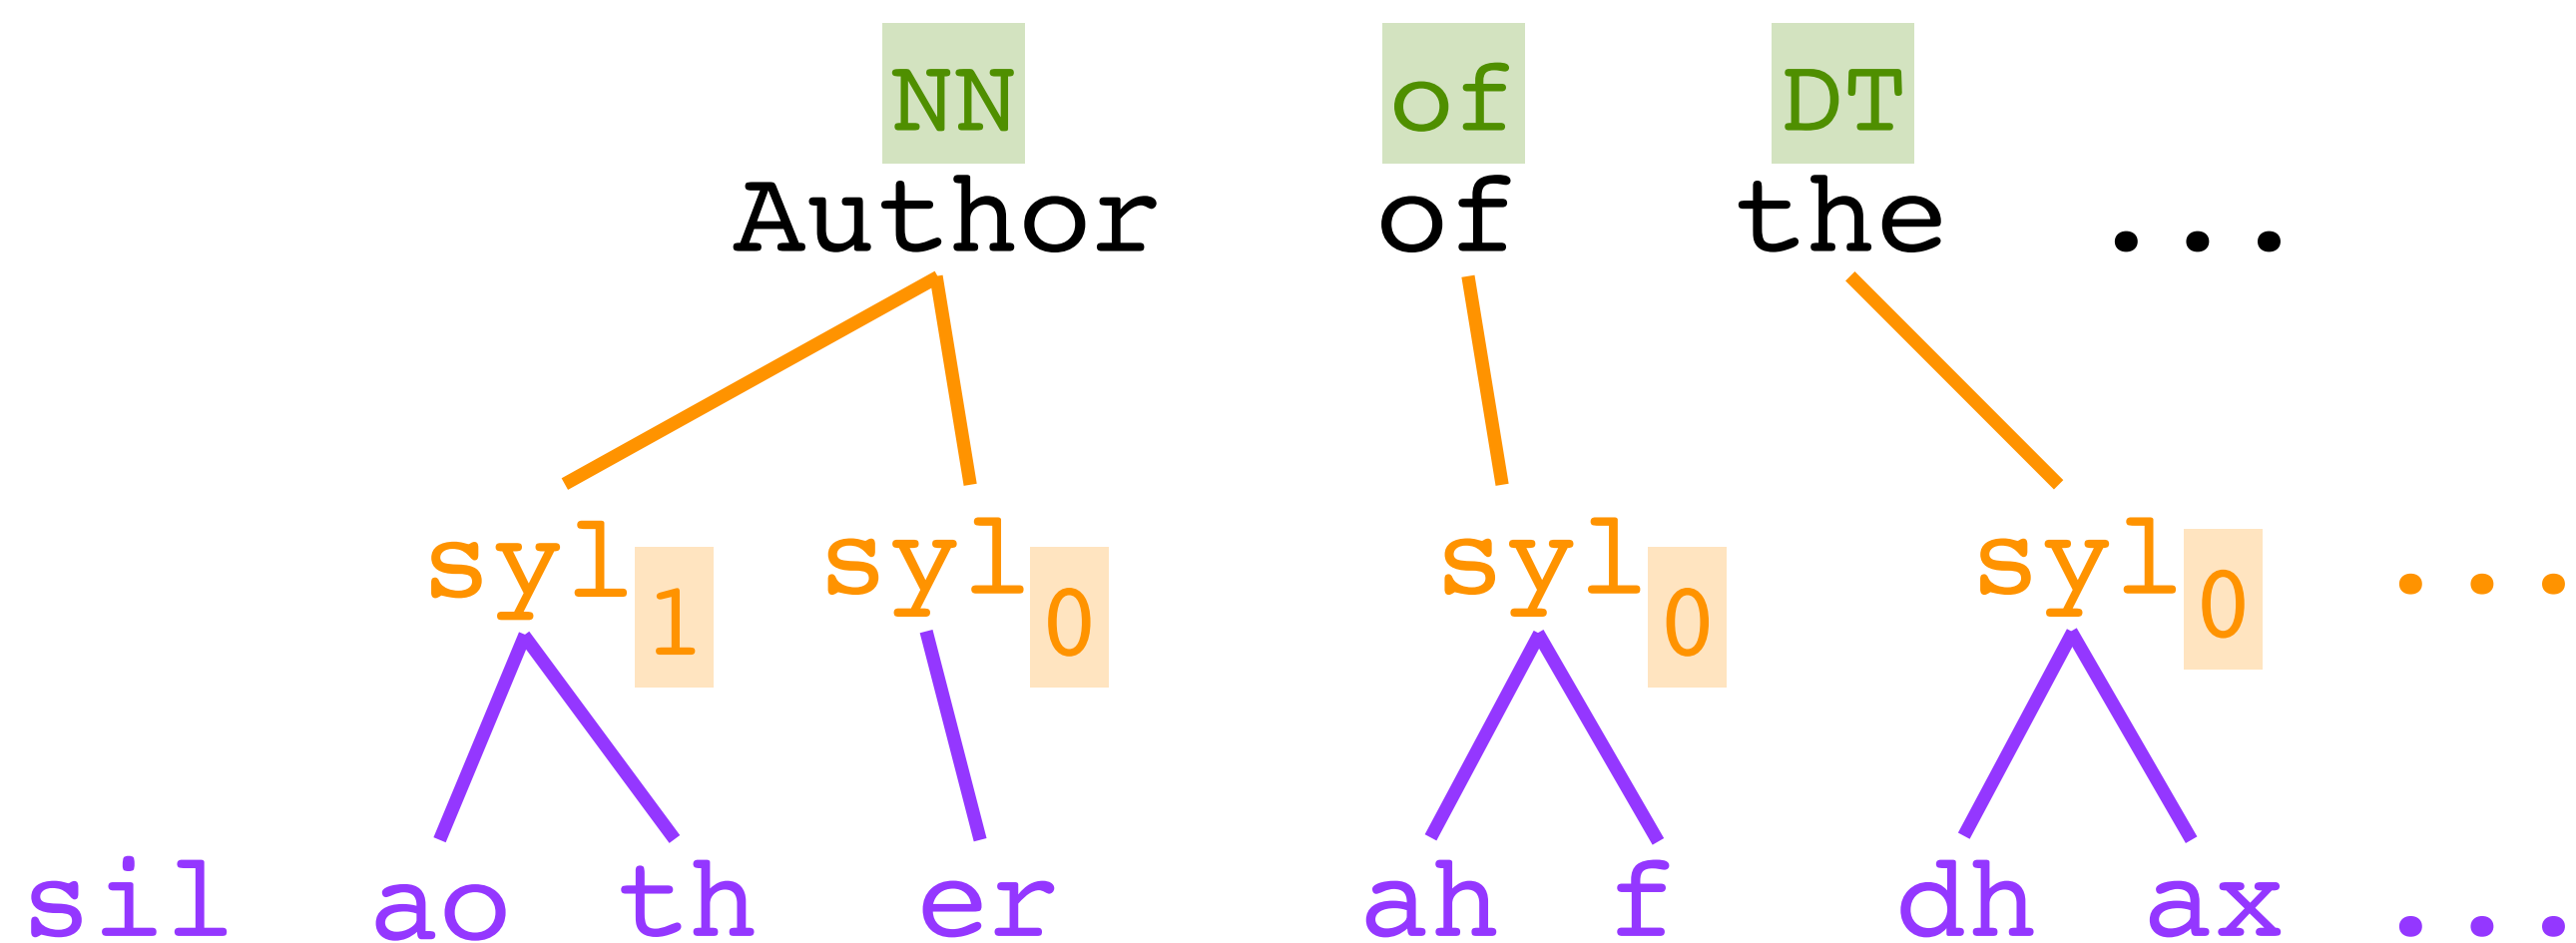 NN of DT
Author of the ...
syl1 syl0 syl0 syl0 ...
sil ao th er ah f dh ax ...